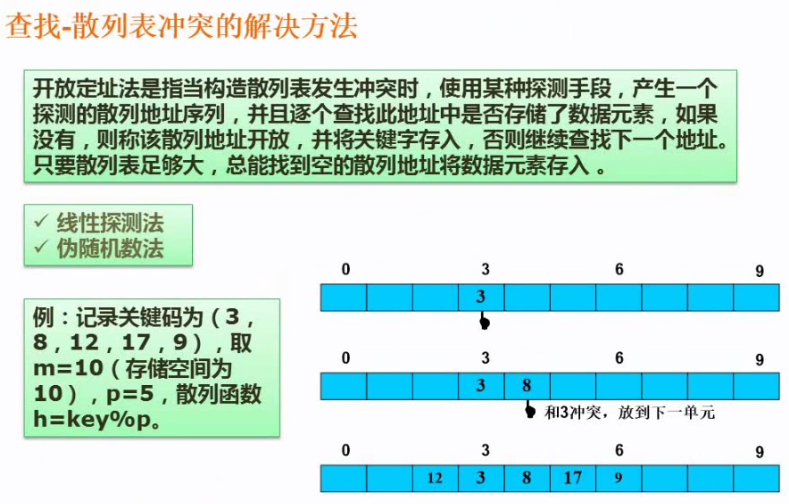 查找-散列表冲突的解决方法
开放定址法是指当构造散列表发生冲突时，使用某种探测手段，产生一个
探测的散列地址序列，并且逐个查找此地址中是否存储了数据元素，如果
没有，则称该散列地址开放，并将关键字存入，否则继续查找下一个地址。
只要散列表足够大，总能找到空的散列地址将数据元素存入 。
✓ 线性探测法
✓ 伪随机数法
例：记录关键码为（3，
8，12，17，9），取
m=10（存储空间为
10），p=5，散列函数
h=key%p。
0 3 6 9
3
0 3 6 9
3 8
和3冲突，放到下一单元
0 3 6 9
12 3 8 17 9